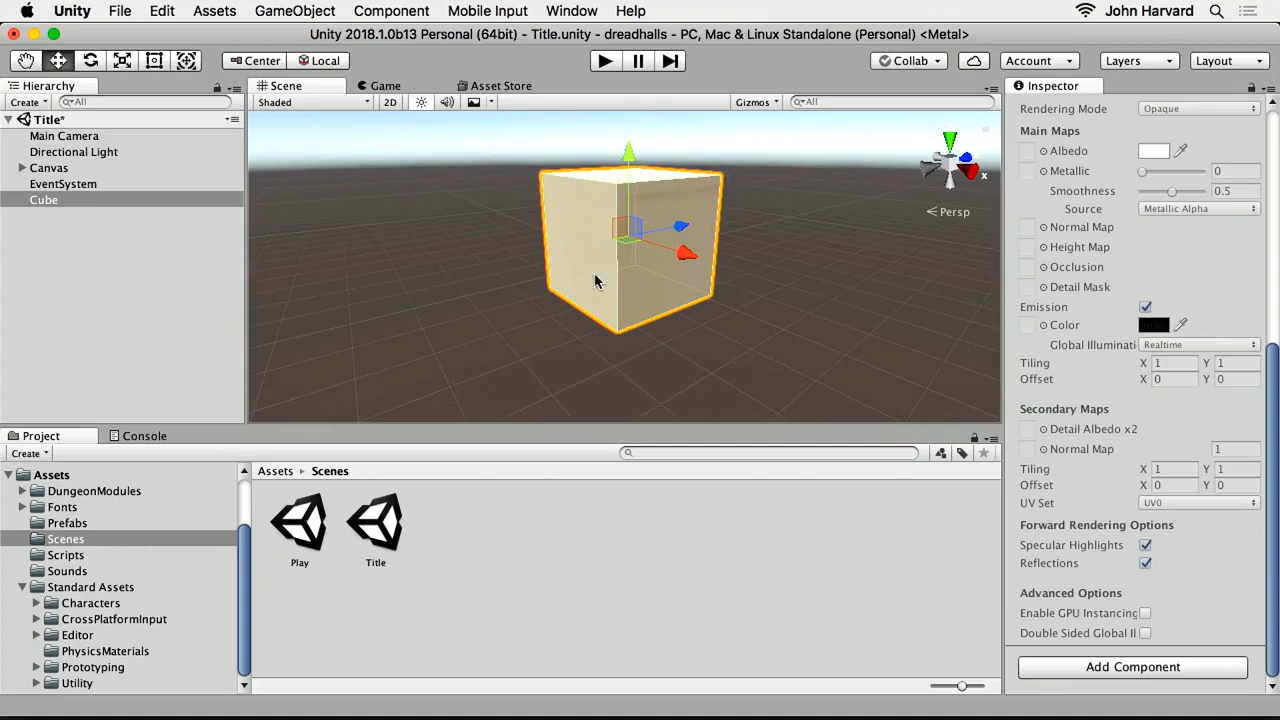 Unity File Edit Assets GameObject Component Mobile Input Window Help John Harvard
Unity 2018.1.0b13 Personal (64bit) - Title.unity - dreadhalls - PC, Mac & Linux Standalone (Personal) <Metal>
Center Local Collab Account Layers Layout
Hierarchy
Create All
Title*
Main Camera
Directional Light
Canvas
EventSystem
Cube
Scene Game Asset Store
Shaded 2D Gizmos All
x
Persp
Project Console
Create
Assets
DungeonModules
Fonts
Prefabs
Scenes
Scripts
Sounds
Standard Assets
Characters
CrossPlatformInput
Editor
PhysicsMaterials
Prototyping
Utility
Assets Scenes
Play Title
Inspector
Rendering Mode Opaque
Main Maps
Albedo
Metallic 0
Smoothness 0.5
Source Metallic Alpha
Normal Map
Height Map
Occlusion
Detail Mask
Emission
Color
Global Illuminati Realtime
Tiling X 1 Y 1
Offset X 0 Y 0
Secondary Maps
Detail Albedo x2
Normal Map 1
Tiling X 1 Y 1
Offset X 0 Y 0
UV Set UV0
Forward Rendering Options
Specular Highlights
Reflections
Advanced Options
Enable GPU Instancing
Double Sided Global Il
Add Component